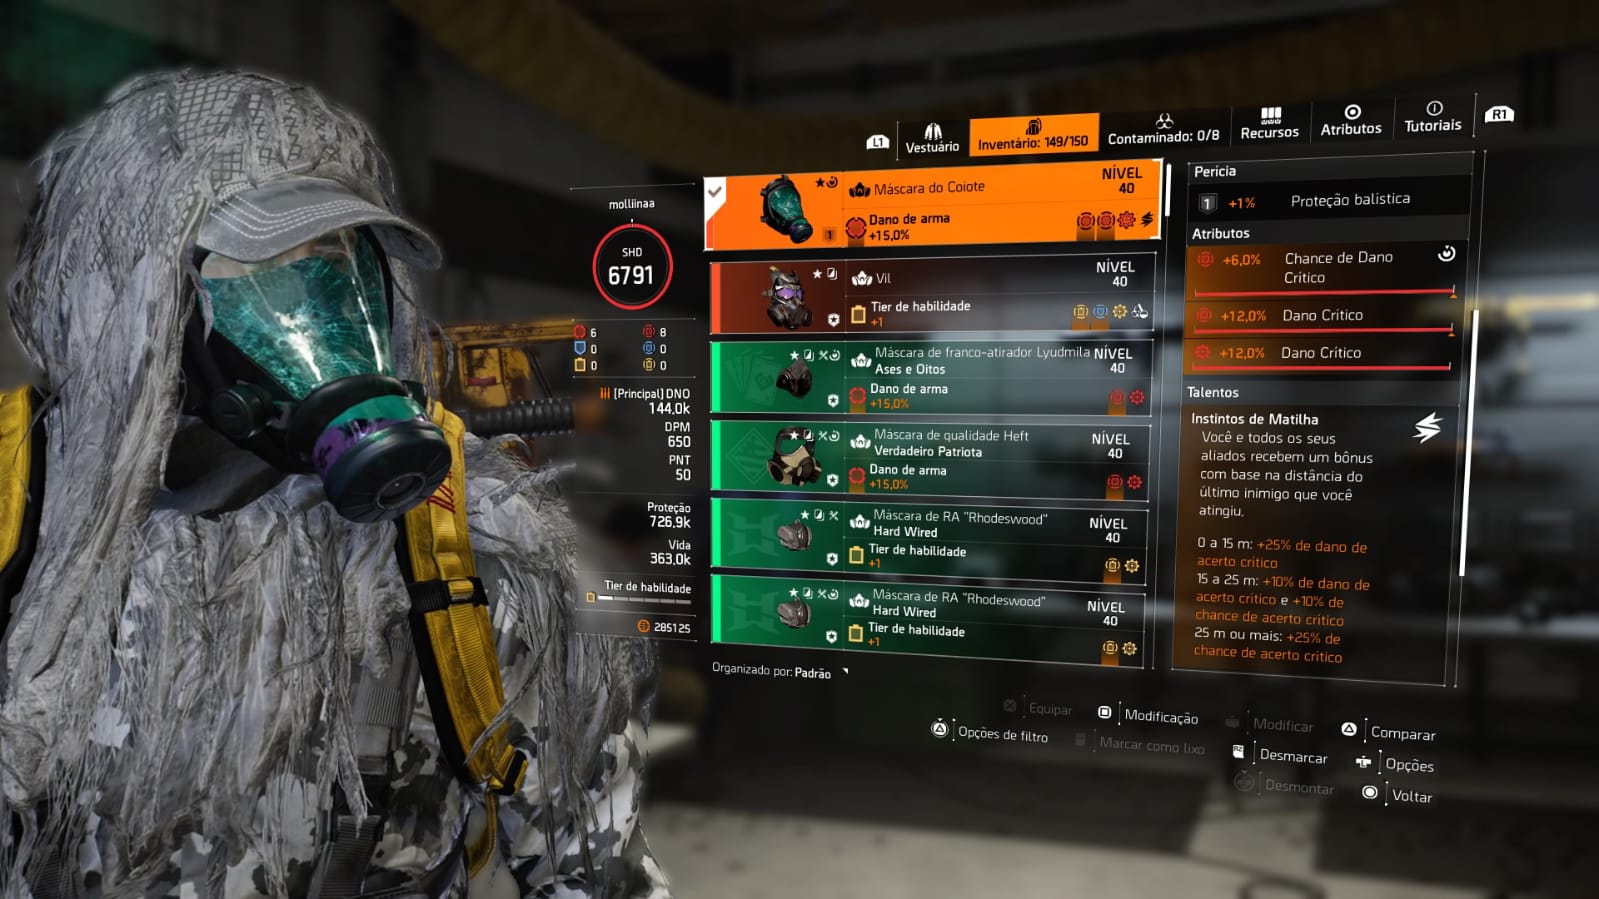 L1
Vestuário
Inventário: 149/150
Contaminado: 0/8
Recursos
Atributos
Tutoriais
R1
molliinaa
SHD
6791
6
8
0
0
0
0
[Principal] DNO
144,0k
DPM
650
PNT
50
Proteção
726,9k
Vida
363,0k
Tier de habilidade
285125
Máscara do Coiote
NÍVEL
40
Dano de arma
+15,0%
1
Vil
NÍVEL
40
Tier de habilidade
+1
Máscara de franco-atirador Lyudmila
Ases e Oitos
NÍVEL
40
Dano de arma
+15,0%
Máscara de qualidade Heft
Verdadeiro Patriota
NÍVEL
40
Dano de arma
+15,0%
Máscara de RA "Rhodeswood"
Hard Wired
NÍVEL
40
Tier de habilidade
+1
Máscara de RA "Rhodeswood"
Hard Wired
NÍVEL
40
Tier de habilidade
+1
Organizado por: Padrão
Perícia
1 +1% Proteção balística
Atributos
+6,0% Chance de Dano
Crítico
+12,0% Dano Crítico
+12,0% Dano Crítico
Talentos
Instintos de Matilha
Você e todos os seus
aliados recebem um bônus
com base na distância do
último inimigo que você
atingiu.
0 a 15 m: +25% de dano de
acerto crítico
15 a 25 m: +10% de dano de
acerto crítico e +10% de
chance de acerto crítico
25 m ou mais: +25% de
chance de acerto crítico
Equipar
Modificação
Modificar
Comparar
Opções de filtro
Marcar como lixo
R2
Desmarcar
Opções
Desmontar
Voltar